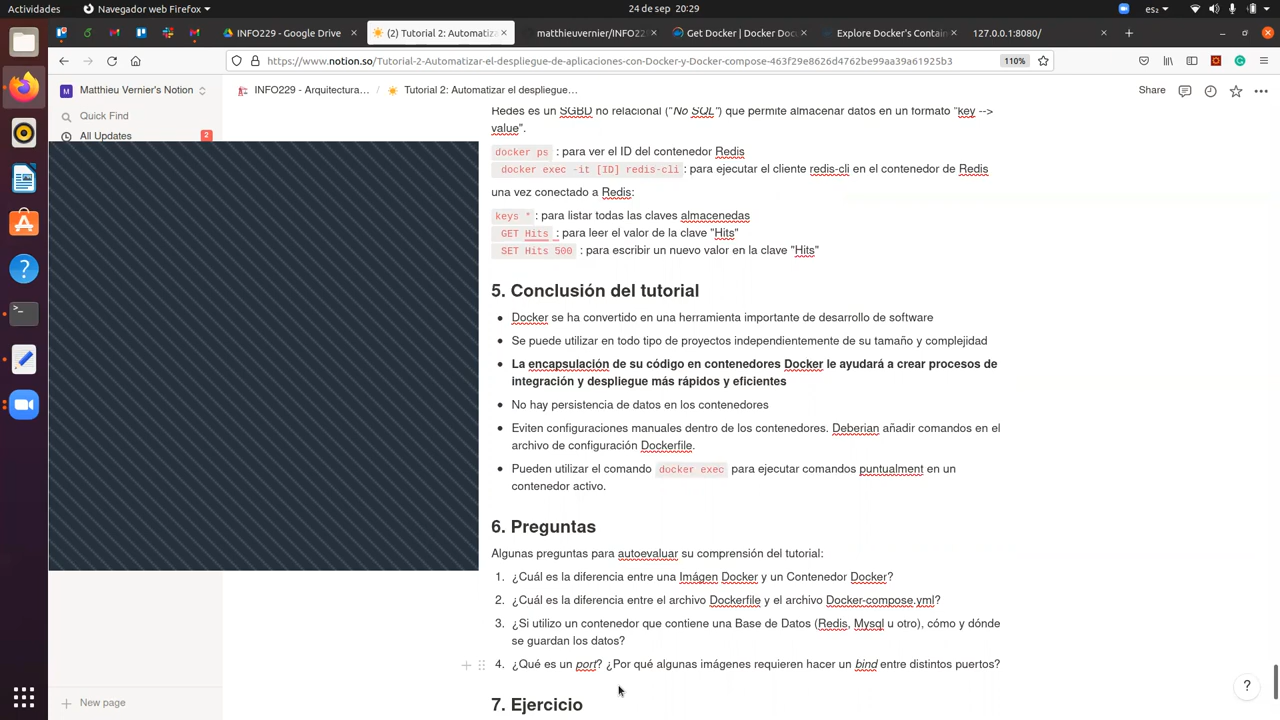 Actividades
Navegador web Firefox
24 de sep 20:29
es₂
INFO229 - Google Drive
(2) Tutorial 2: Automatiz
matthieuvernier/INFO22
Get Docker | Docker Doc
Explore Docker's Contain
127.0.0.1:8080/
https://www.notion.so/Tutorial-2-Automatizar-el-despliegue-de-aplicaciones-con-Docker-y-Docker-compose-463f29e8626d4762be99aa39a61925b3
110%
M Matthieu Vernier's Notion
INFO229 - Arquitectura… / Tutorial 2: Automatizar el despliegue…
Share
Quick Find
All Updates 2
Redes es un SGBD no relacional ("No SQL") que permite almacenar datos en un formato "key -->
value".
docker ps : para ver el ID del contenedor Redis
docker exec -it [ID] redis-cli : para ejecutar el cliente redis-cli en el contenedor de Redis
una vez conectado a Redis:
keys * : para listar todas las claves almacenedas
GET Hits : para leer el valor de la clave "Hits"
SET Hits 500 : para escribir un nuevo valor en la clave "Hits"
5. Conclusión del tutorial
• Docker se ha convertido en una herramienta importante de desarrollo de software
• Se puede utilizar en todo tipo de proyectos independientemente de su tamaño y complejidad
• La encapsulación de su código en contenedores Docker le ayudará a crear procesos de
integración y despliegue más rápidos y eficientes
• No hay persistencia de datos en los contenedores
• Eviten configuraciones manuales dentro de los contenedores. Deberian añadir comandos en el
archivo de configuración Dockerfile.
• Pueden utilizar el comando docker exec para ejecutar comandos puntualment en un
contenedor activo.
6. Preguntas
Algunas preguntas para autoevaluar su comprensión del tutorial:
1. ¿Cuál es la diferencia entre una Imágen Docker y un Contenedor Docker?
2. ¿Cuál es la diferencia entre el archivo Dockerfile y el archivo Docker-compose.yml?
3. ¿Si utilizo un contenedor que contiene una Base de Datos (Redis, Mysql u otro), cómo y dónde
se guardan los datos?
4. ¿Qué es un port? ¿Por qué algunas imágenes requieren hacer un bind entre distintos puertos?
7. Ejercicio
New page
?